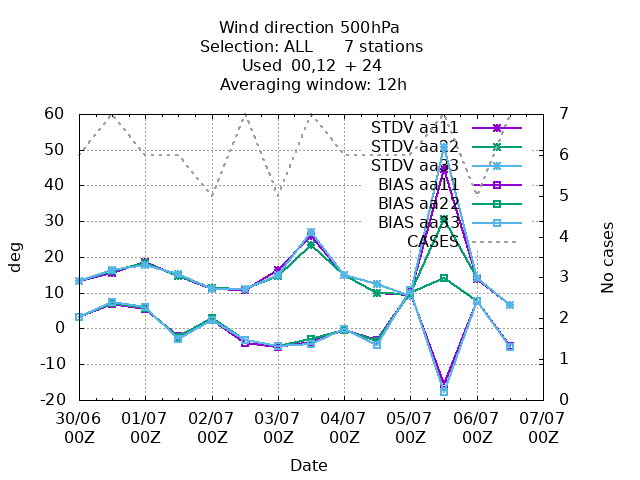 Wind direction 500hPa
Selection: ALL 7 stations
Used 00,12 + 24
Averaging window: 12h
60
50
40
30
20
10
0
-10
-20
deg
7
6
5
4
3
2
1
0
No cases
STDV aa11
STDV aa22
STDV aa33
BIAS aa11
BIAS aa22
BIAS aa33
CASES
30/06 01/07 02/07 03/07 04/07 05/07 06/07 07/07
00Z 00Z 00Z 00Z 00Z 00Z 00Z 00Z
Date